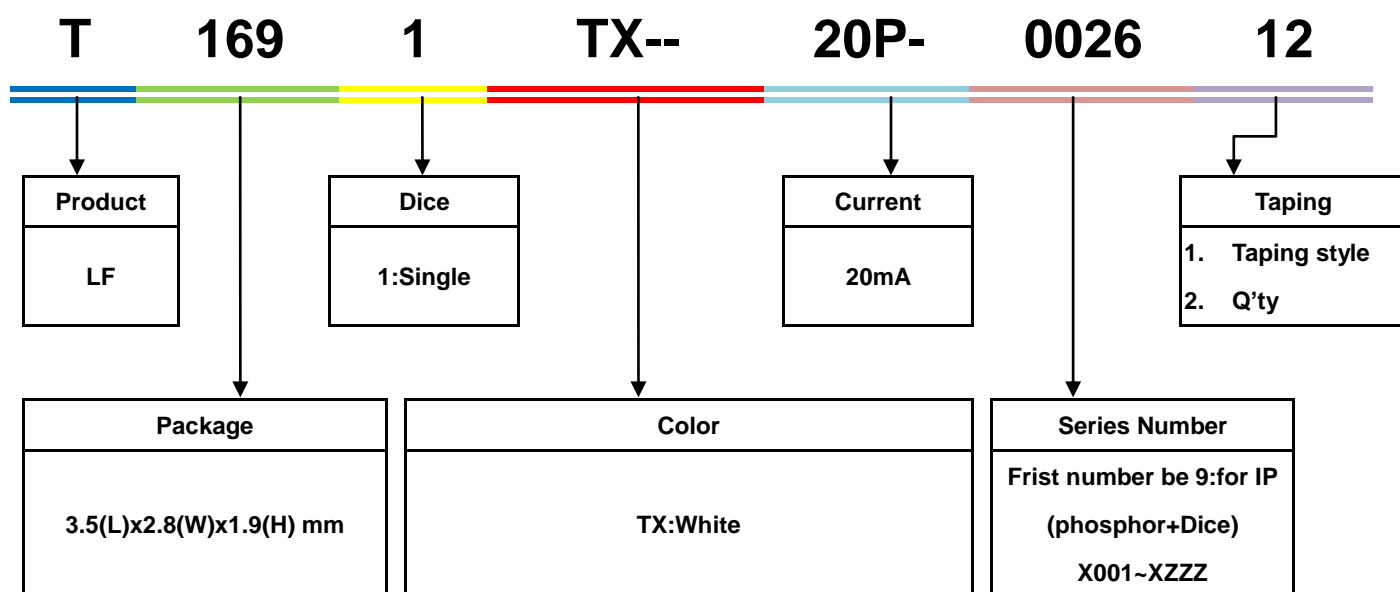 T 169 1 TX-- 20P- 0026 12
Product
LF
Dice
1:Single
Current
20mA
Taping
1. Taping style
2. Q’ty
Package
3.5(L)x2.8(W)x1.9(H) mm
Color
TX:White
Series Number
Frist number be 9:for IP
(phosphor+Dice)
X001~XZZZ